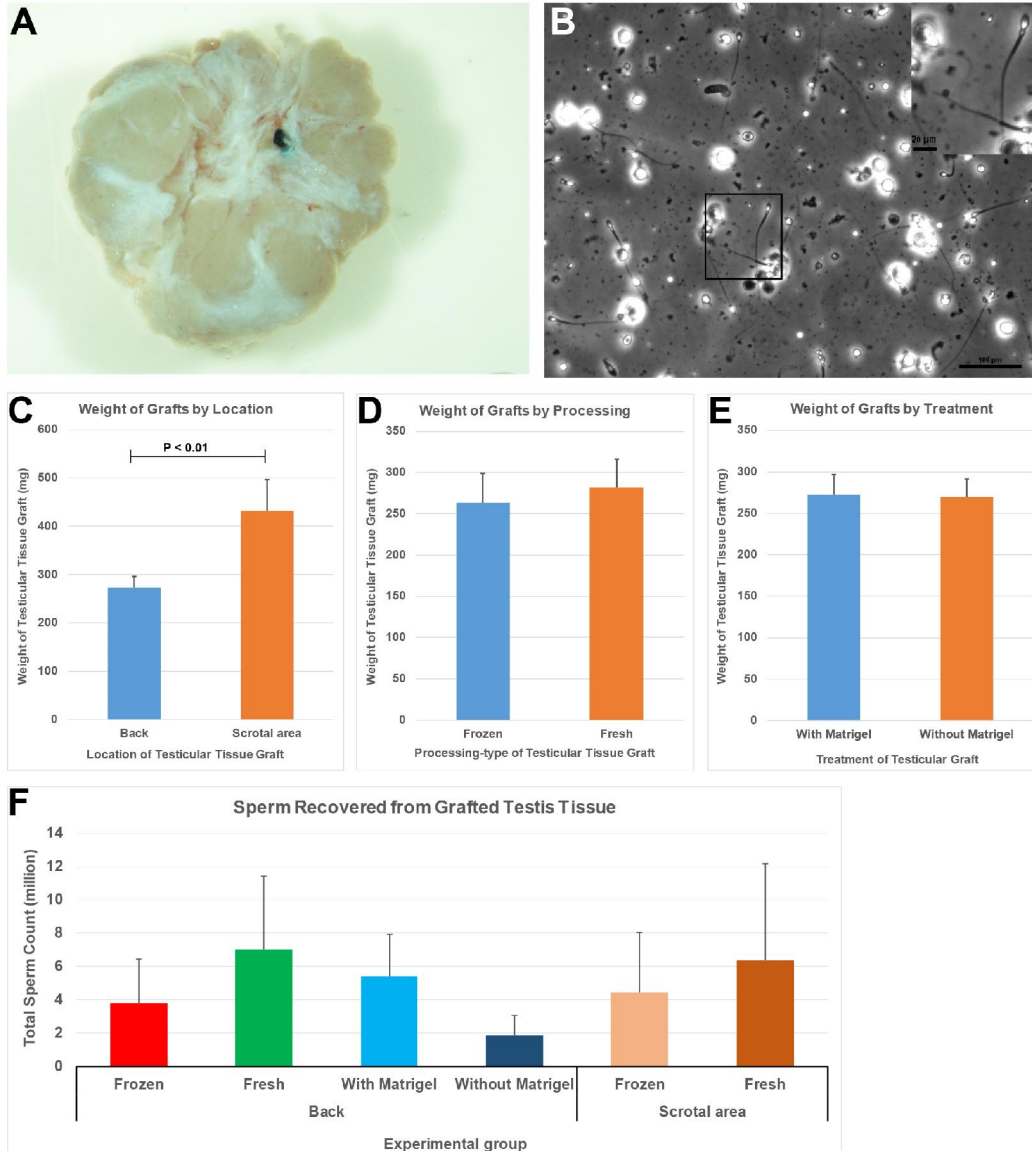 A
B
20 µm
100 µm
C
Weight of Grafts by Location
600
500
400
300
200
100
0
P < 0.01
Weight of Testicular Tissue Graft (mg)
Back
Scrotal area
Location of Testicular Tissue Graft
D
Weight of Grafts by Processing
350
300
250
200
150
100
50
0
Weight of Testicular Tissue Graft (mg)
Frozen
Fresh
Processing-type of Testicular Tissue Graft
E
Weight of Grafts by Treatment
350
300
250
200
150
100
50
0
Weight of Testicular Tissue Graft (mg)
With Matrigel
Without Matrigel
Treatment of Testicular Graft
F
Sperm Recovered from Grafted Testis Tissue
14
12
10
8
6
4
2
0
Total Sperm Count (million)
Frozen
Fresh
With Matrigel
Without Matrigel
Frozen
Fresh
Back
Scrotal area
Experimental group